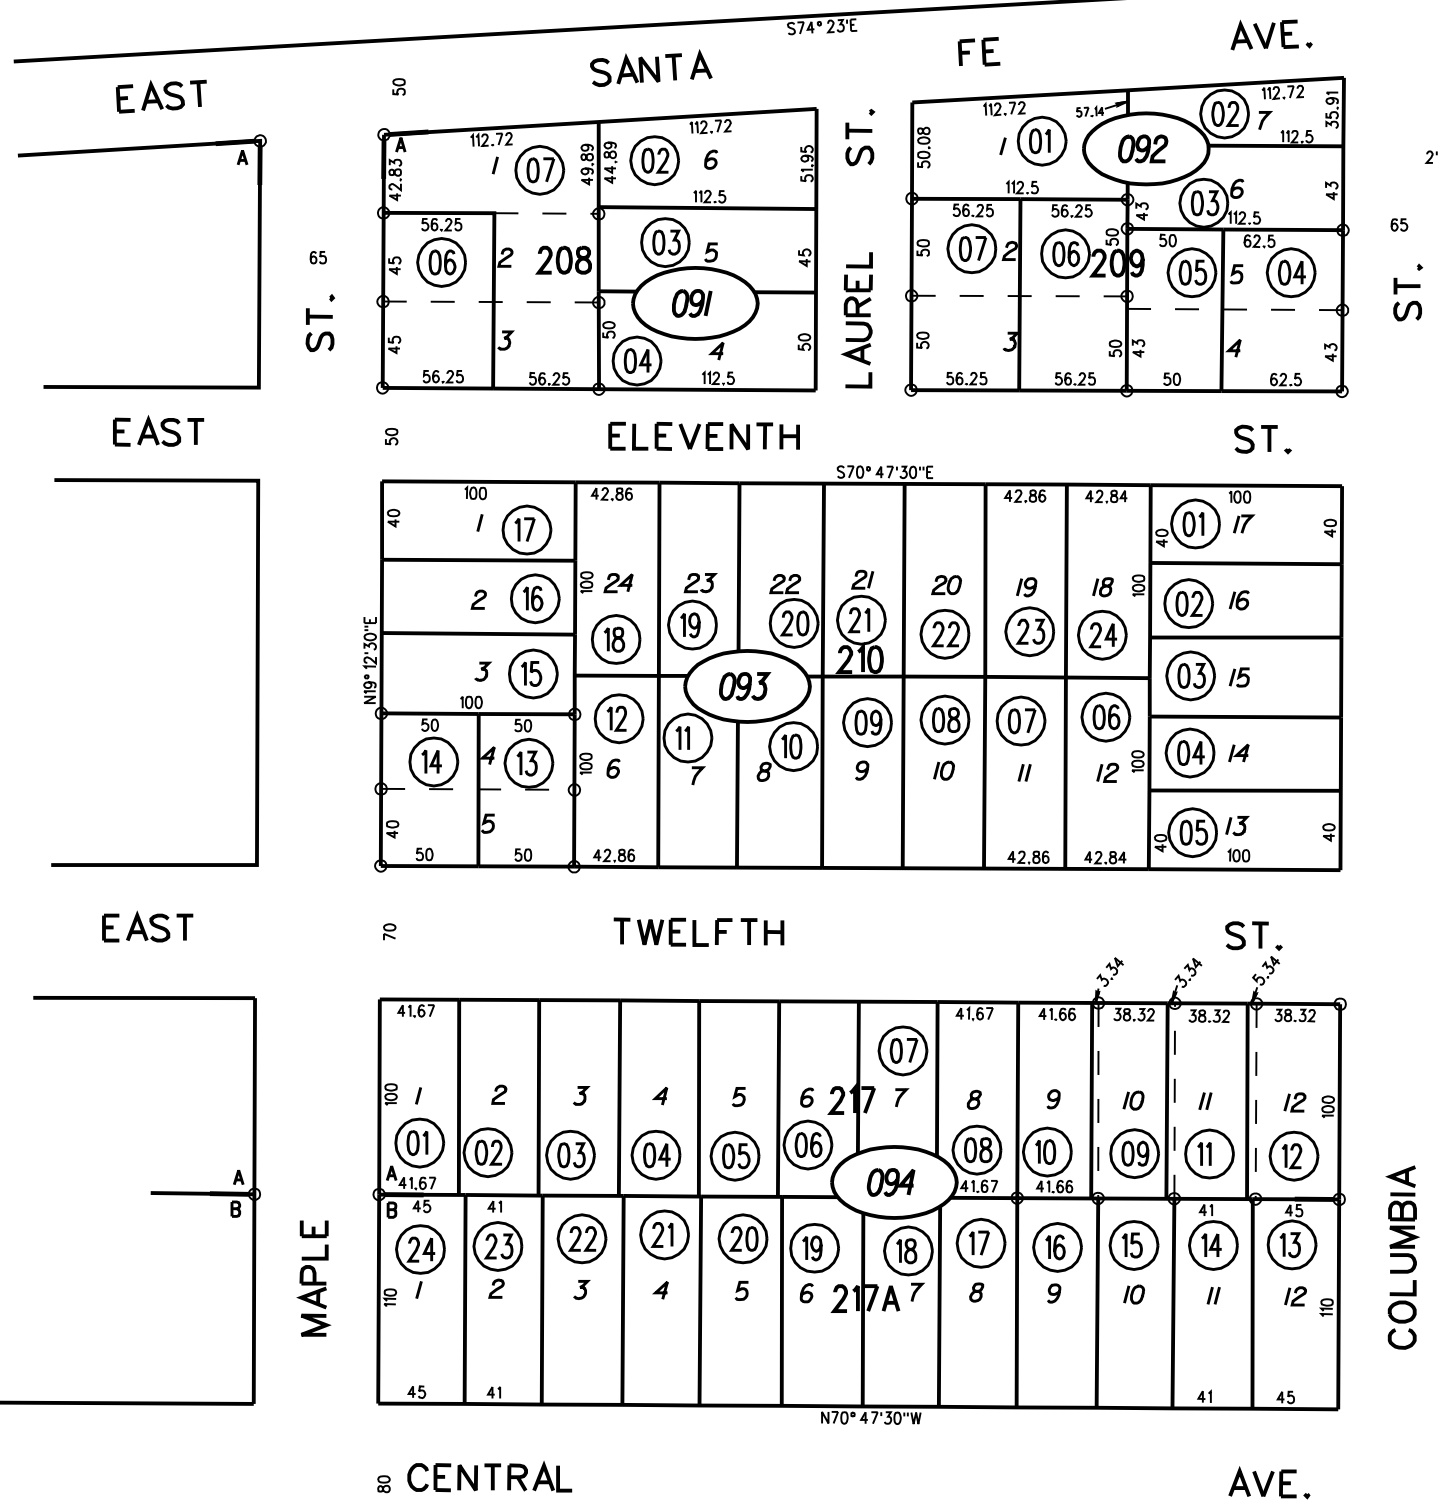 S74° 23'E
EAST SANTA FE AVE.
50
A A
112.72 112.72 112.72 112.72
57.14
1 07 02 6 1 01 092 02 7
42.83 49.89 44.89 51.95 50.08 35.91
112.5 112.5 112.5
03 6
43 43
56.25 56.25 56.25 112.5
06 2 208 03 5 07 2 06 209 50 62.5
05 5 04
45 45 50 50
65 65 2'
091
45 3 50 04 4 50 50 3 50 43 4 43
56.25 56.25 112.5 56.25 56.25 50 62.5
ST. LAUREL ST. ST.
EAST 50 ELEVENTH ST.
S70° 47'30"E
100 42.86 42.86 42.84 100
40 1 17 40 01 17 40
2 16 100 24 23 22 21 20 19 18 100 02 16
18 19 20 21 22 23 24
210
N19° 12'30"E
3 15 093 03 15
100
50 50 12 11 10 09 08 07 06
14 4 13 100 6 7 8 9 10 11 12 100 04 14
40 5 40 05 13 40
50 50 42.86 42.86 42.84 100
EAST 70 TWELFTH ST.
3.34 3.34 5.34
41.67 41.67 41.66 38.32 38.32 38.32
07
100 1 2 3 4 5 6 217 7 8 9 10 11 12 100
01 02 03 04 05 06 08 10 09 11 12
A A 41.67 094 41.67 41.66
B B 45 41 41 45
24 23 22 21 20 19 18 17 16 15 14 13
110 1 2 3 4 5 6 217A 7 8 9 10 11 12 110
45 41 41 45
N70° 47'30"W
MAPLE COLUMBIA
80 CENTRAL AVE.